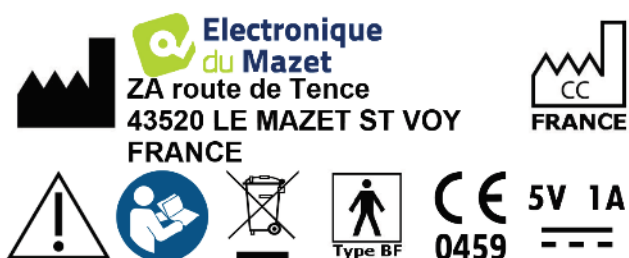 Electronique
du Mazet
ZA route de Tence
43520 LE MAZET ST VOY
FRANCE
CC
FRANCE
Type BF
CE
0459
5V 1A